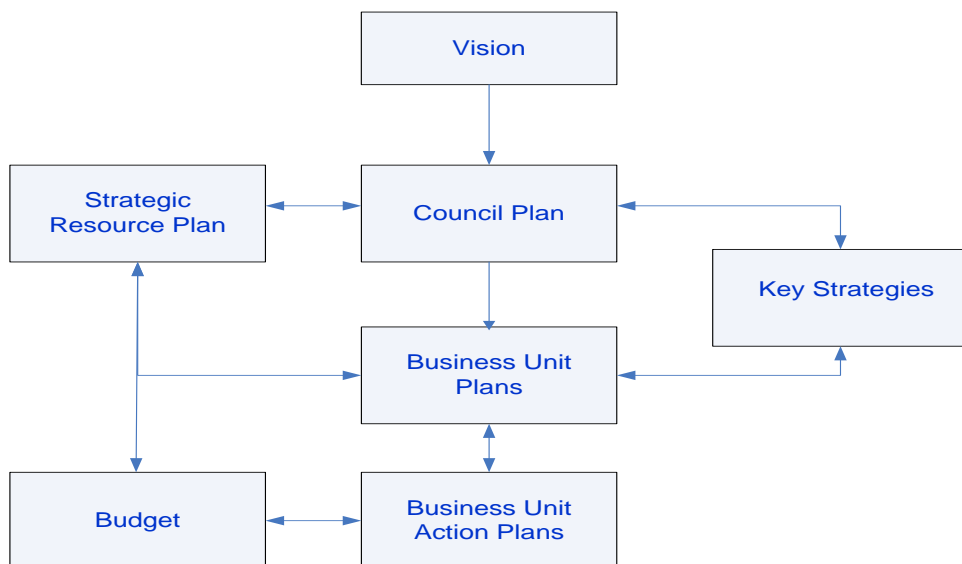 Vision
Strategic
Resource Plan
Council Plan
Key Strategies
Business Unit
Plans
Budget
Business Unit
Action Plans